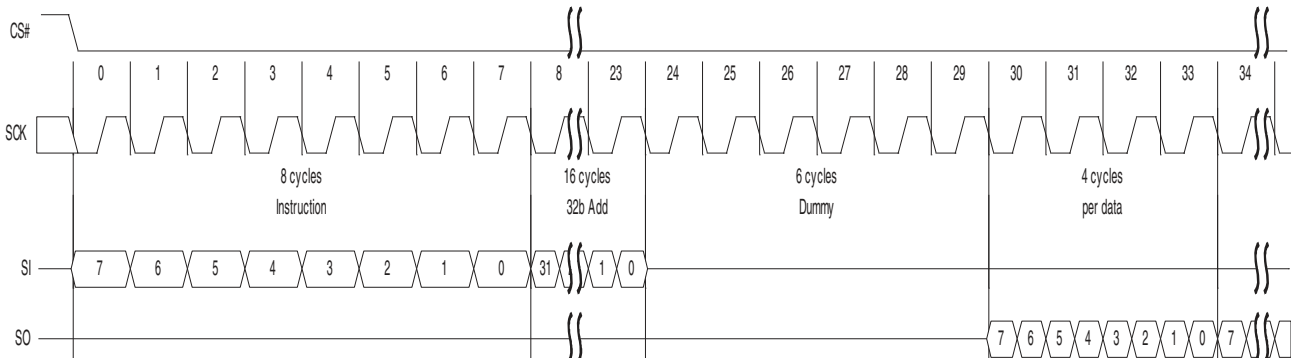 CS#
0 1 2 3 4 5 6 7 8 23 24 25 26 27 28 29 30 31 32 33 34
SCK
8 cycles 16 cycles 6 cycles 4 cycles
Instruction 32b Add Dummy per data
SI 7 6 5 4 3 2 1 0 31 1 0
SO 7 6 5 4 3 2 1 0 7